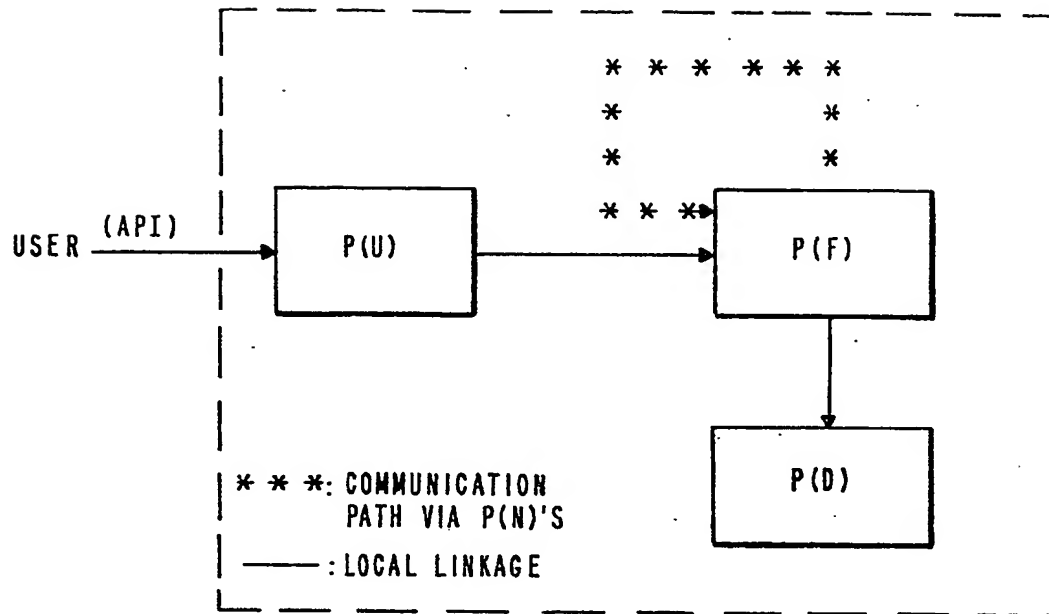 (API)
USER
P(U)
P(F)
P(D)
* * *: COMMUNICATION
PATH VIA P(N)'S
———: LOCAL LINKAGE